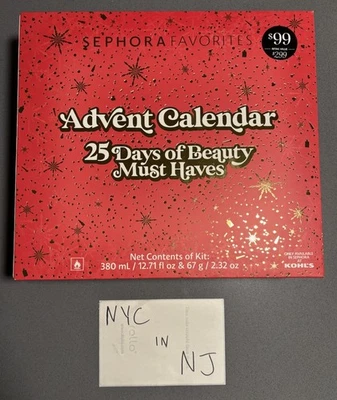 SEPHORA FAVORITES
$99
$299
Advent Calendar
25 Days of Beauty
Must Haves
Net Contents of Kit:
380 mL / 12.71 fl oz & 67 g / 2.32 oz
KOHL'S
NYC
IN
NJ